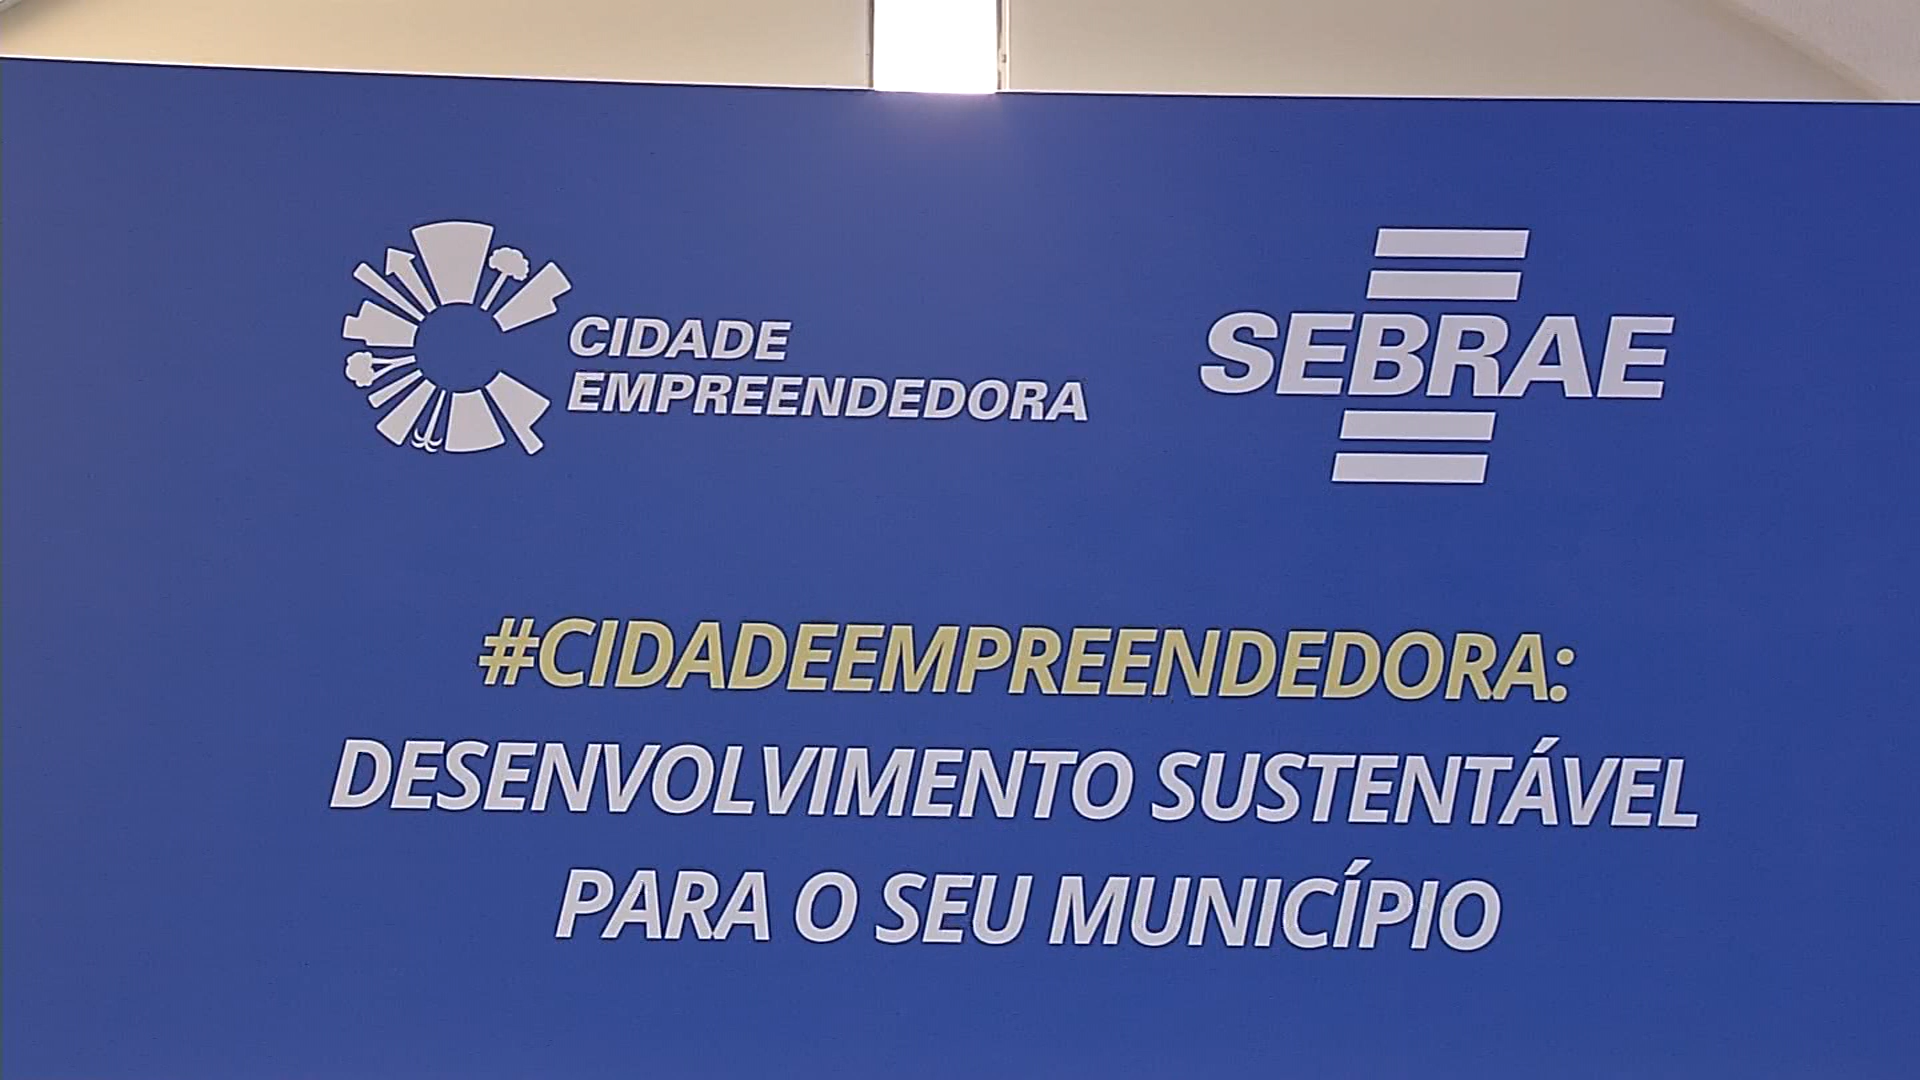 CIDADE
EMPREENDEDORA
SEBRAE
#CIDADEEMPREENDEDORA:
DESENVOLVIMENTO SUSTENTÁVEL
PARA O SEU MUNICÍPIO